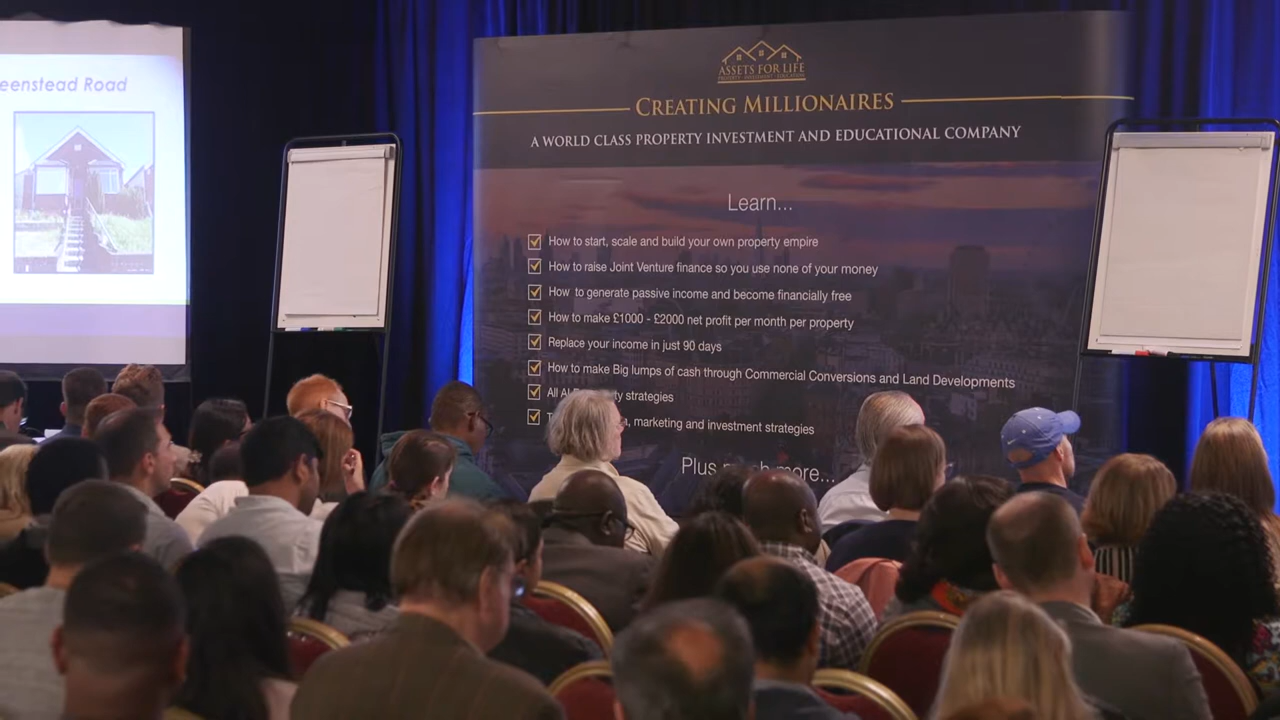 eenstead Road
ASSETS FOR LIFE
PROPERTY INVESTMENT EDUCATION
CREATING MILLIONAIRES
A WORLD CLASS PROPERTY INVESTMENT AND EDUCATIONAL COMPANY
Learn...
How to start, scale and build your own property empire
How to raise Joint Venture finance so you use none of your money
How to generate passive income and become financially free
How to make £1000 - £2000 net profit per month per property
Replace your income in just 90 days
How to make Big lumps of cash through Commercial Conversions and Land Developments
strategies
marketing and investment strategies
Plus more...